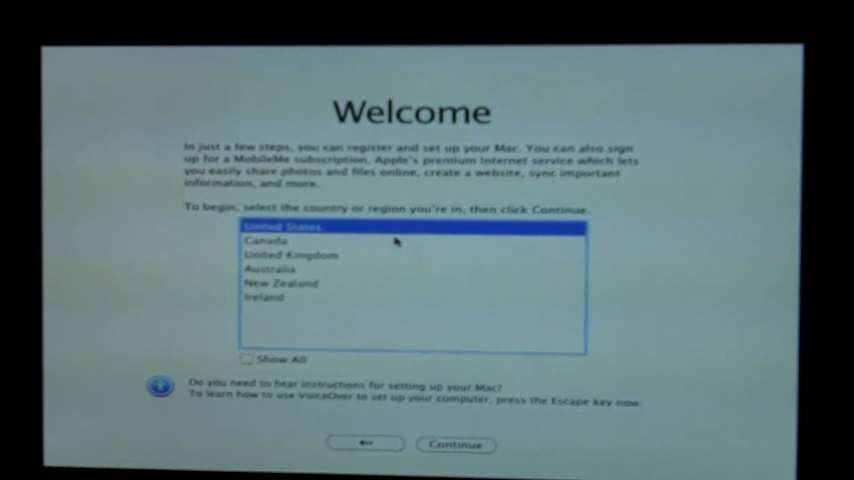 Welcome
In just a few steps, you can register and set up your Mac. You can also sign
up for a MobileMe subscription, Apple's premium Internet service which lets
you easily share photos and files online, create a website, sync important
information, and more.
To begin, select the country or region you're in, then click Continue.
United States
Canada
United Kingdom
Australia
New Zealand
Ireland
Show All
Do you need to hear instructions for setting up your Mac?
To learn how to use VoiceOver to set up your computer, press the Escape key now.
Continue